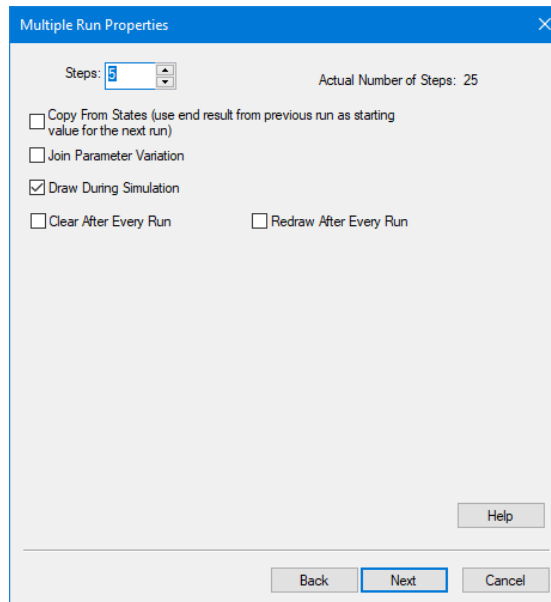 Multiple Run Properties
Steps: 5
Actual Number of Steps: 25
Copy From States (use end result from previous run as starting
value for the next run)
Join Parameter Variation
Draw During Simulation
Clear After Every Run
Redraw After Every Run
Help
Back
Next
Cancel